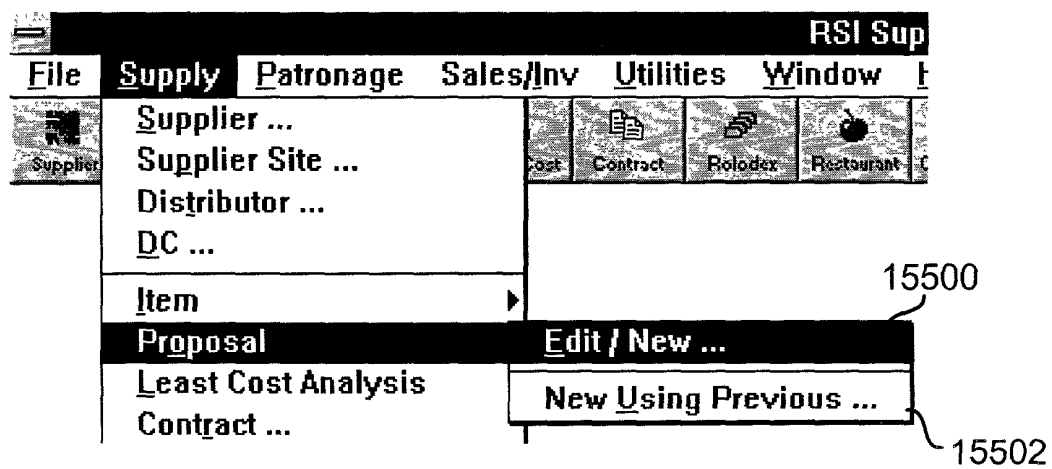 RSI Sup
File Supply Patronage Sales/Inv Utilities Window
Supplier Cost Contract Rolodex Restaurant
Supplier ...
Supplier Site ...
Distributor ...
DC ...
Item
Proposal
Least Cost Analysis
Contract ...
Edit / New ...
New Using Previous ...
15500
15502